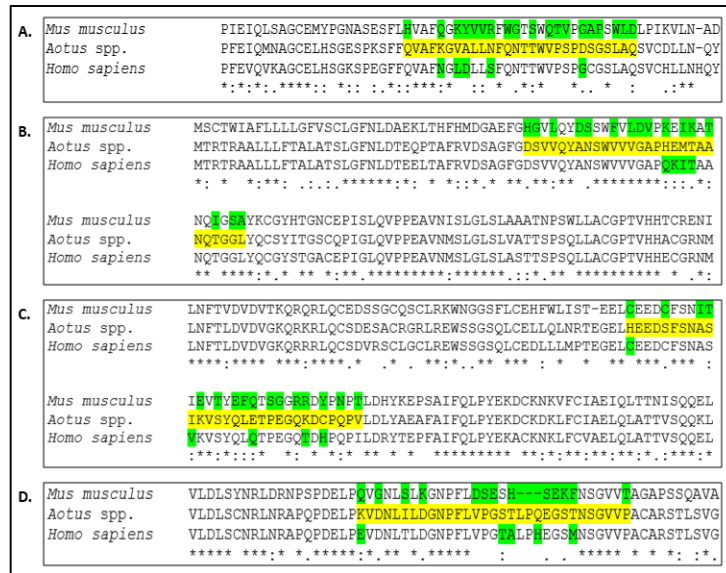 A.
Mus musculus PIEIQLSAGCEMYPGNASESFLHVAFQGKYVVRFWGTSWQTVPGAPSWLDLPIKVLN-AD
Aotus spp. PFEIQMNAGCELHSGESPKSFFQVAFKGVALLNFQNTTWVPSPDSGSLAQSVCDLLN-QY
Homo sapiens PFEVQVKAGCELHSGKSPEGFFQVAFNGLDLLSFQNTTWVPSPGCGSLAQSVCHLLNHQY
B.
Mus musculus MSCTWIAFLLLLGFVSCLGFNLDAEKLTHFHMDGAEFGHGVLQYDSSWFVLDVPKEIKAT
Aotus spp. MTRTRAALLLFTALATSLGFNLDTEQPTAFRVDSAGFGDSVVQYANSWVVVGAPHEMTAA
Homo sapiens MTRTRAALLLFTALATSLGFNLDTEELTAFRVDSAGFGDSVVQYANSWVVVGAPQKITAA
Mus musculus NQIGSAYKCGYHTGNCEPISLQVPPEAVNISLGLSLAAATNPSWLLACGPTVHHTCRENI
Aotus spp. NQTGGLYQCSYITGSCQPIGLQVPPEAVNMSLGLSLVATTSPSQLLACGPTVHHACGRNM
Homo sapiens NQTGGLYQCGYSTGACEPIGLQVPPEAVNMSLGLSLASTTSPSQLLACGPTVHHECGRNM
C.
Mus musculus LNFTVDVDVTKQRQRLQCEDSSGCQSCLRKWNGGSFLCEHFWLIST-EELCEEDCFSNIT
Aotus spp. LNFTLDVDVGKQRKRLQCSDESACRGRLREWSSGSQLCELLQLNRTEGELHEEDSFSNAS
Homo sapiens LNFTLDVDVGKQRRRLQCSDVRSCLGCLREWSSGSQLCEDLLLMPTEGELCEEDCFSNAS
Mus musculus IEVTYEFQTSGGRRDYPNPTLDHYKEPSAIFQLPYEKDCKNKVFCIAEIQLTTNISQQEL
Aotus spp. IKVSYQLETPEGQKDCPQPVLDLYAEAFAIFQLPYEKDCKDKLFCIAELQLATTVSQQKL
Homo sapiens VKVSYQLQTPEGQTDHPQPILDRYTEPFAIFQLPYEKACKNKLFCVAELQLATTVSQQEL
D.
Mus musculus VLDLSYNRLDRNPSPDELPQVGNLSLKGNPFLDSESH---SEKFNSGVVTAGAPSSQAVA
Aotus spp. VLDLSCNRLNRAPQPDELPKVDNLILDGNPFLVPGSTLPQEGSTNSGVVPACARSTLSVG
Homo sapiens VLDLSCNRLNRAPQPDELPEVDNLTLDGNPFLVPGTALPHEGSMNSGVVPACARSTLSVG